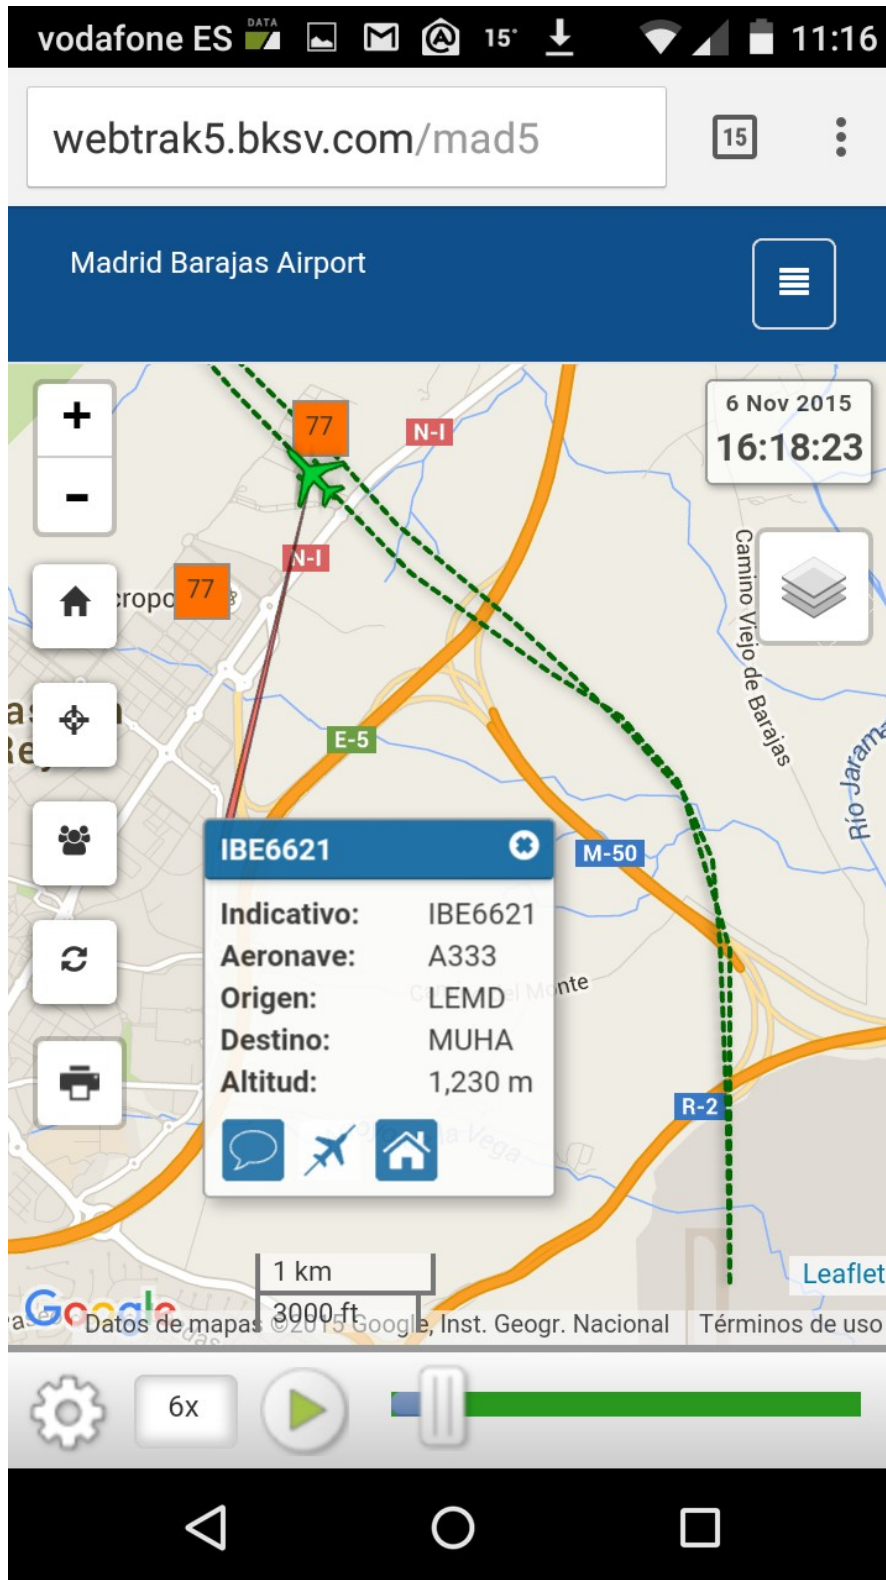 vodafone ES DATA 15° 11:16
webtrak5.bksv.com/mad5 15
Madrid Barajas Airport
+
-
6 Nov 2015
16:18:23
77
N-I
N-I
77
Camino Viejo de Barajas
Río Jarama
E-5
M-50
IBE6621
Indicativo: IBE6621
Aeronave: A333
Origen: LEMD
Destino: MUHA
Altitud: 1,230 m
R-2
1 km
3000 ft
Leaflet
Google
Datos de mapas ©2015 Google, Inst. Geogr. Nacional Términos de uso
6x